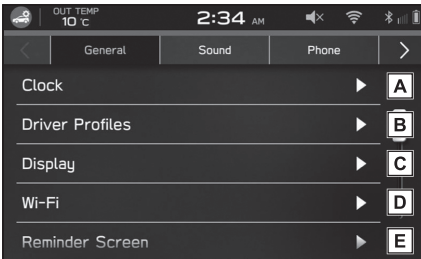 OUT TEMP
10 °C
2:34 AM
General
Sound
Phone
Clock
A
Driver Profiles
B
Display
C
Wi-Fi
D
Reminder Screen
E